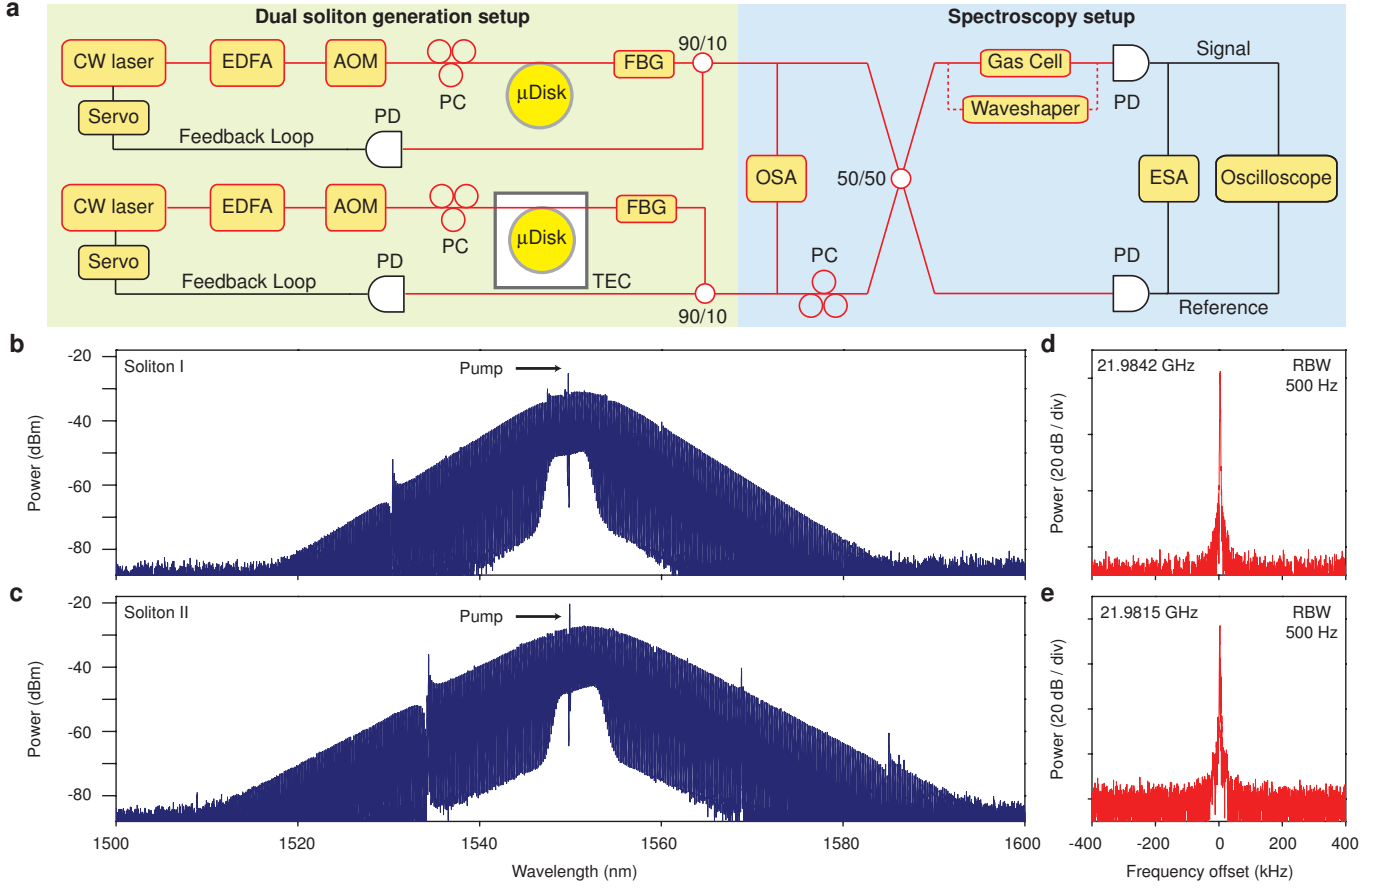 a
Dual soliton generation setup
Spectroscopy setup
CW laser
EDFA
AOM
PC
μDisk
FBG
90/10
Servo
Feedback Loop
PD
CW laser
EDFA
AOM
PC
μDisk
TEC
FBG
90/10
Servo
Feedback Loop
PD
OSA
PC
50/50
Gas Cell
Waveshaper
PD
Signal
ESA
Oscilloscope
PD
Reference
b
Soliton I
Pump
Power (dBm)
-20
-40
-60
-80
c
Soliton II
Pump
Power (dBm)
-20
-40
-60
-80
1500
1520
1540
1560
1580
1600
Wavelength (nm)
d
21.9842 GHz
RBW
500 Hz
Power (20 dB / div)
e
21.9815 GHz
RBW
500 Hz
Power (20 dB / div)
-400
-200
0
200
400
Frequency offset (kHz)